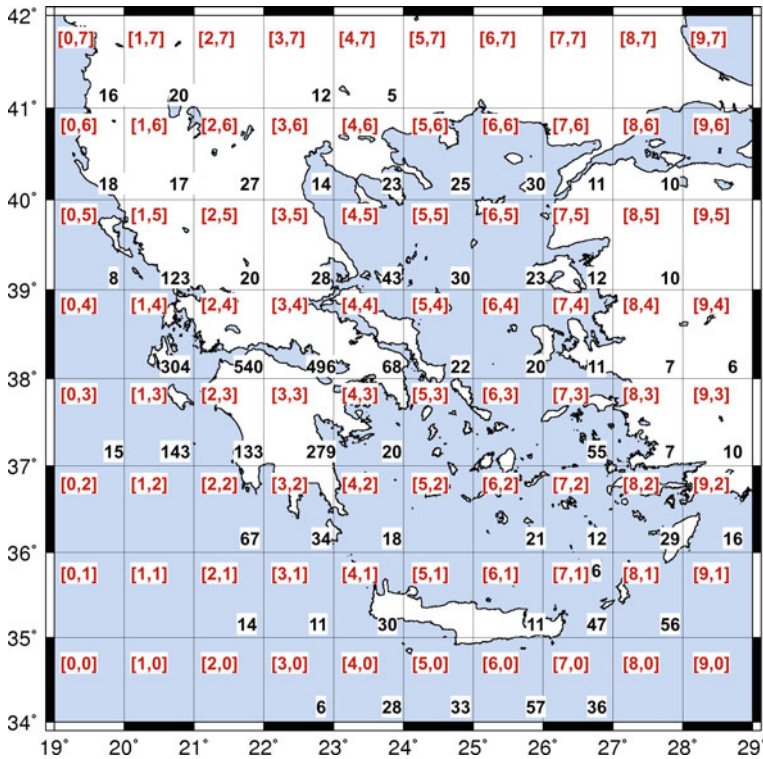 42°
[0,7] [1,7] [2,7] [3,7] [4,7] [5,7] [6,7] [7,7] [8,7] [9,7]
16 20 12 5
41°
[0,6] [1,6] [2,6] [3,6] [4,6] [5,6] [6,6] [7,6] [8,6] [9,6]
18 17 27 14 23 25 30 11 10
40°
[0,5] [1,5] [2,5] [3,5] [4,5] [5,5] [6,5] [7,5] [8,5] [9,5]
8 123 20 28 43 30 23 12 10
39°
[0,4] [1,4] [2,4] [3,4] [4,4] [5,4] [6,4] [7,4] [8,4] [9,4]
304 540 496 68 22 20 11 7 6
38°
[0,3] [1,3] [2,3] [3,3] [4,3] [5,3] [6,3] [7,3] [8,3] [9,3]
15 143 133 279 20 55 7 10
37°
[0,2] [1,2] [2,2] [3,2] [4,2] [5,2] [6,2] [7,2] [8,2] [9,2]
67 34 18 21 12 29 16
36°
[0,1] [1,1] [2,1] [3,1] [4,1] [5,1] [6,1] [7,1] 6 [8,1] [9,1]
14 11 30 11 47 56
35°
[0,0] [1,0] [2,0] [3,0] [4,0] [5,0] [6,0] [7,0] [8,0] [9,0]
6 28 33 57 36
34°
19° 20° 21° 22° 23° 24° 25° 26° 27° 28° 29°